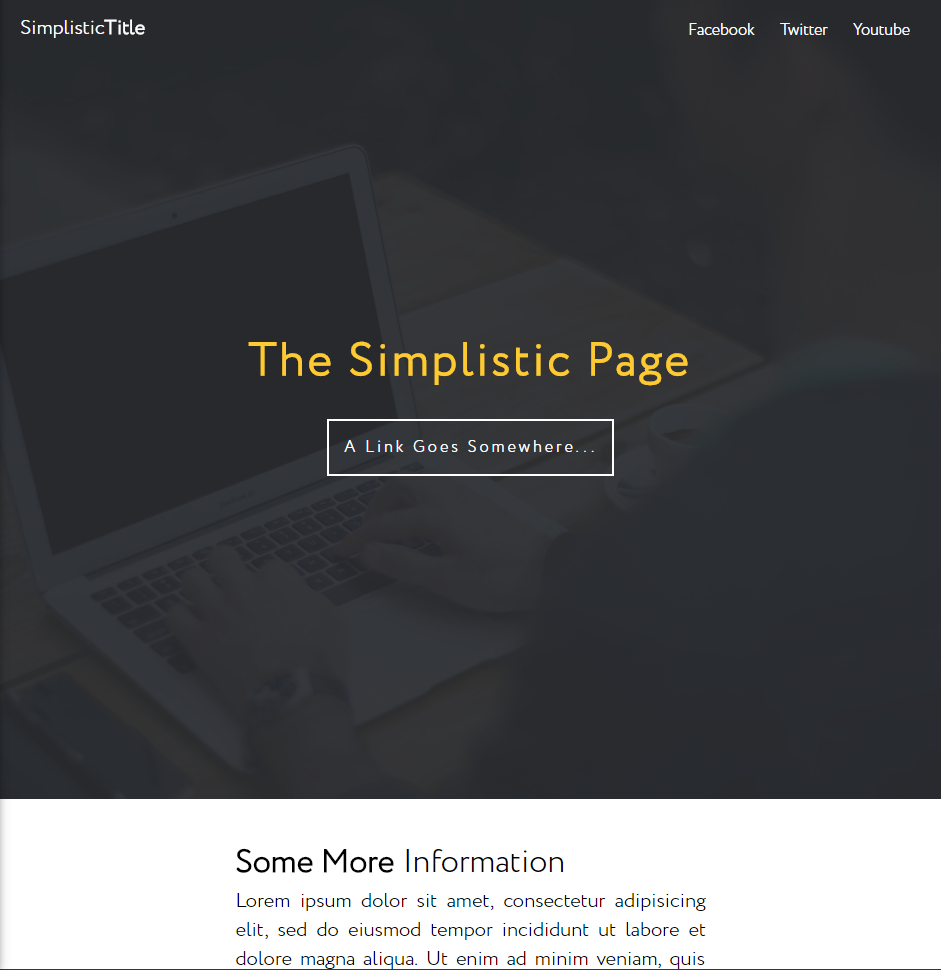 SimplisticTitle
Facebook Twitter Youtube
The Simplistic Page
A Link Goes Somewhere...
Some More Information
Lorem ipsum dolor sit amet, consectetur adipisicing
elit, sed do eiusmod tempor incididunt ut labore et
dolore magna aliqua. Ut enim ad minim veniam, quis